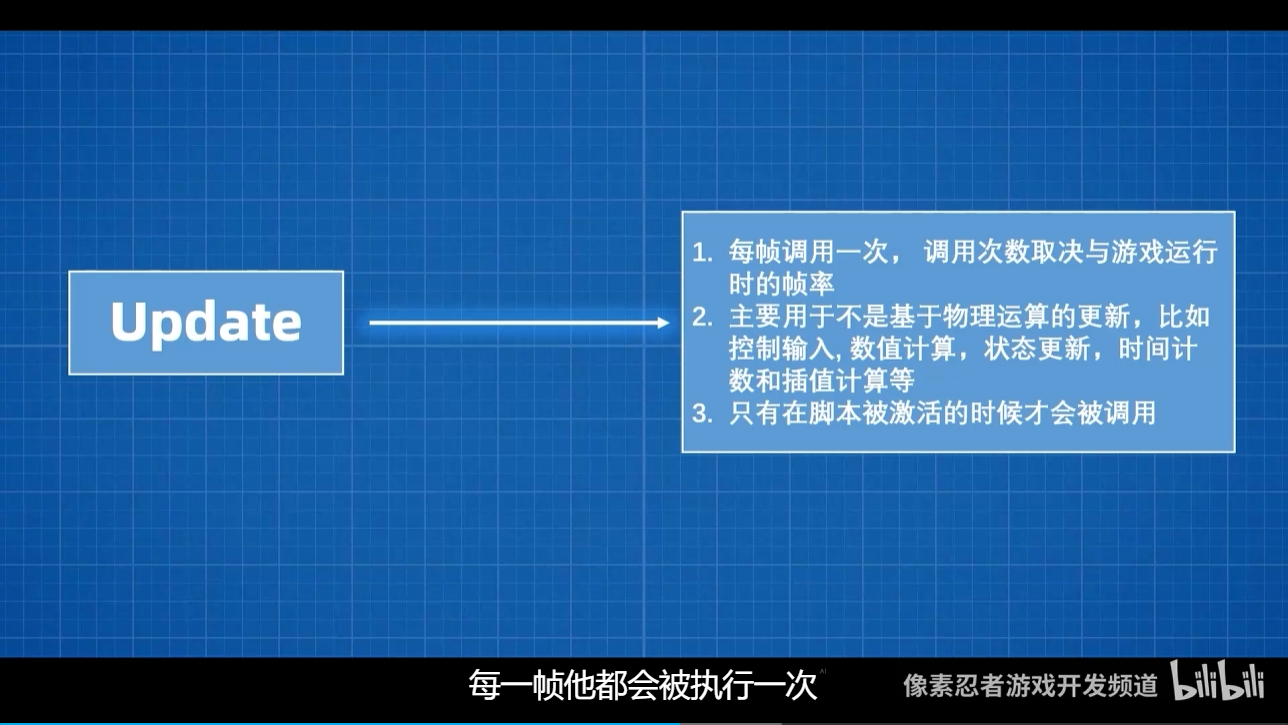 Update
1. 每帧调用一次， 调用次数取决与游戏运行
时的帧率
2. 主要用于不是基于物理运算的更新，比如
控制输入, 数值计算，状态更新，时间计
数和插值计算等
3. 只有在脚本被激活的时候才会被调用
每一帧他都会被执行一次
AI
像素忍者游戏开发频道 bilibili